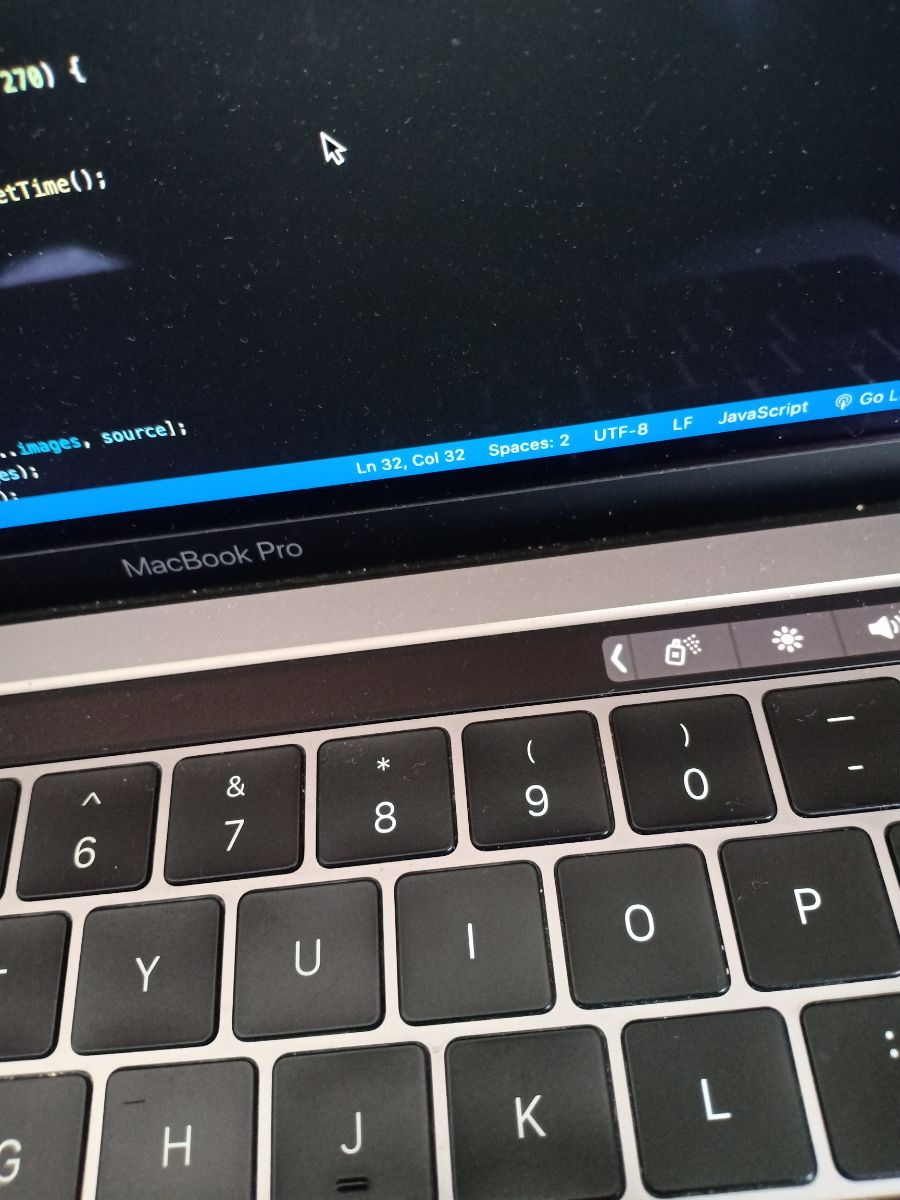 270) {
etTime();
..images, source];
es);
);
Ln 32, Col 32 Spaces: 2 UTF-8 LF JavaScript Go L
MacBook Pro
^ & * ( ) —
6 7 8 9 0 -
Y U I O P
:
G H J K L